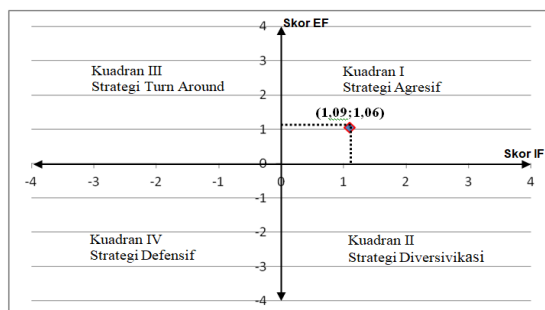 Skor EF
4
Kuadran III
Strategi Turn Around
Kuadran I
Strategi Agresif
3
2
(1,09;1,06)
1
0
Skor IF
-4 -3 -2 -1 0 1 2 3 4
-1
Kuadran IV
Strategi Defensif
-2
Kuadran II
Strategi Diversivikasi
-3
-4